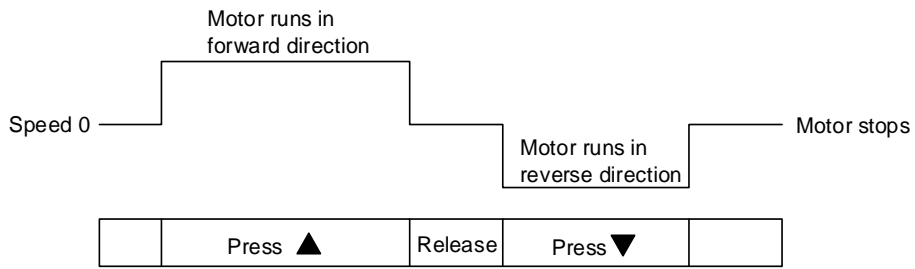 Motor runs in
forward direction
Speed 0
Motor stops
Motor runs in
reverse direction
Press ▲
Release
Press ▼